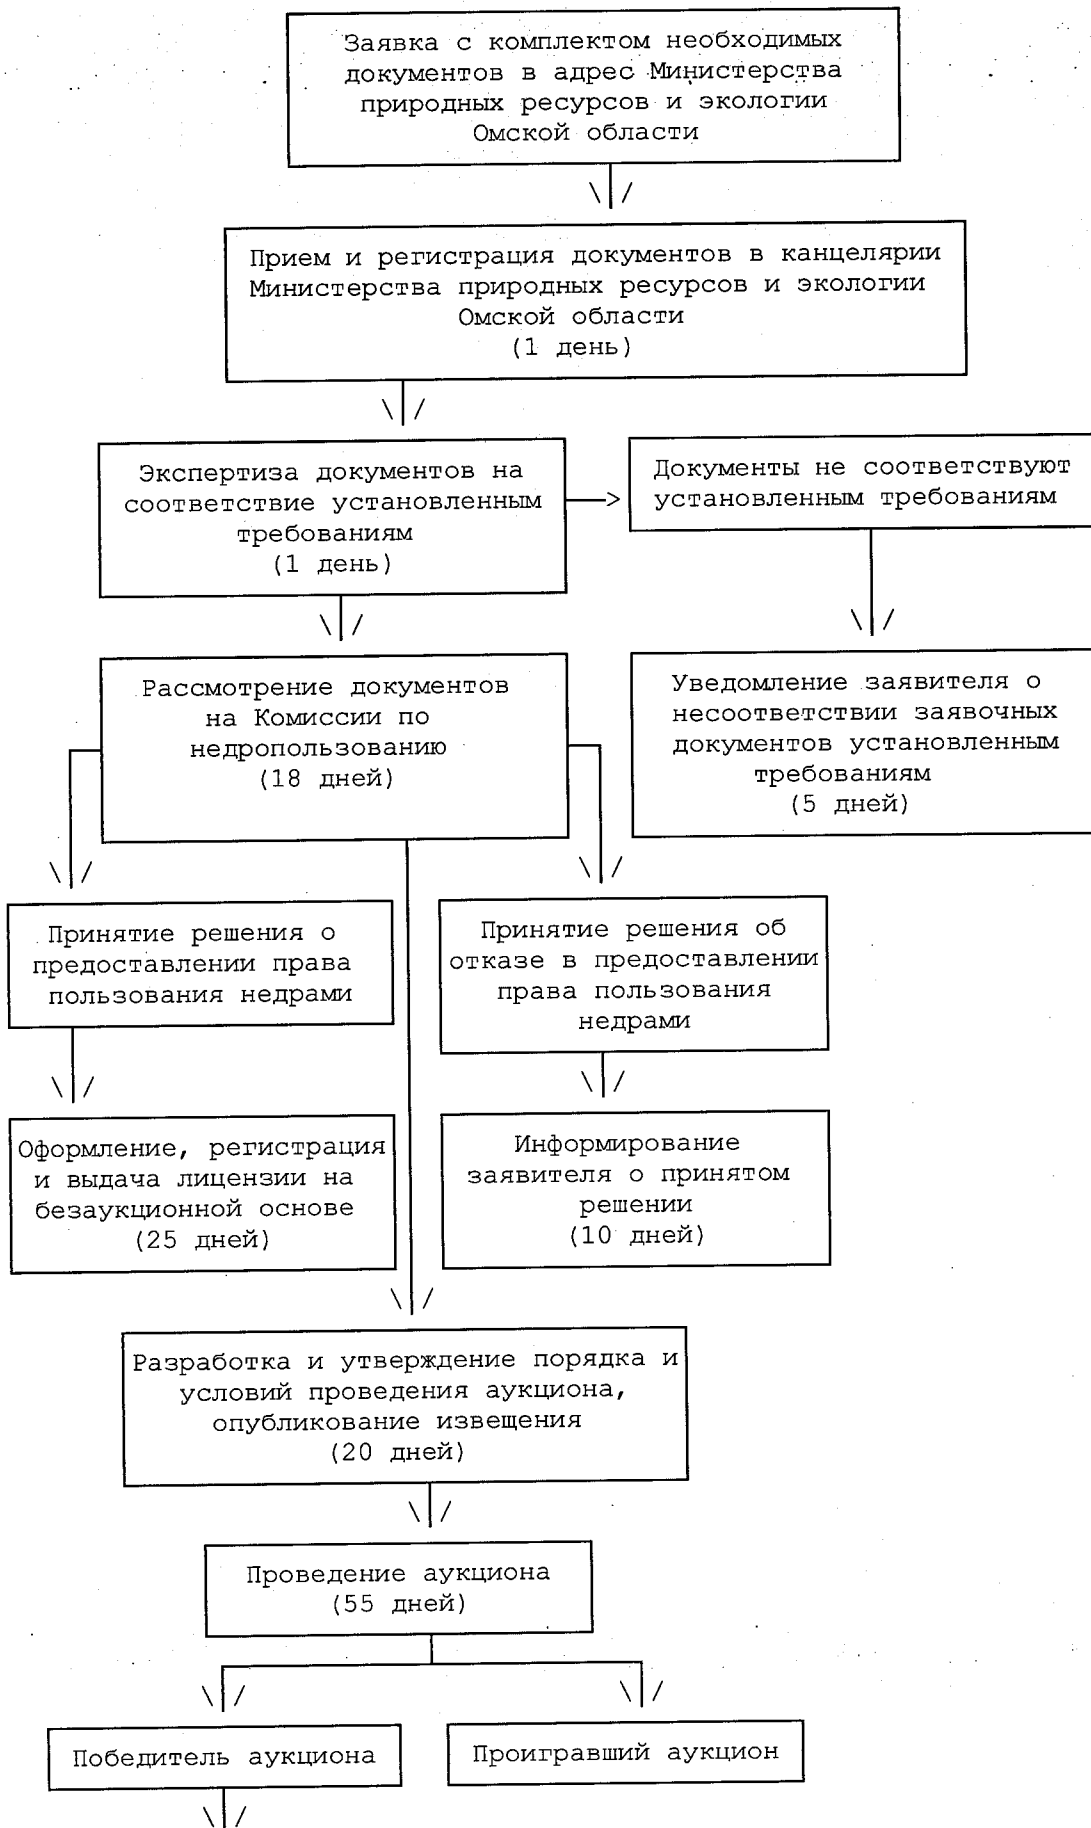 Заявка с комплектом необходимых
документов в адрес Министерства
природных ресурсов и экологии
Омской области
Прием и регистрация документов в канцелярии
Министерства природных ресурсов и экологии
Омской области
(1 день)
Экспертиза документов на
соответствие установленным
требованиям
(1 день)
Документы не соответствуют
установленным требованиям
Рассмотрение документов
на Комиссии по
недропользованию
(18 дней)
Уведомление заявителя о
несоответствии заявочных
документов установленным
требованиям
(5 дней)
Принятие решения о
предоставлении права
пользования недрами
Принятие решения об
отказе в предоставлении
права пользования
недрами
Оформление, регистрация
и выдача лицензии на
безаукционной основе
(25 дней)
Информирование
заявителя о принятом
решении
(10 дней)
Разработка и утверждение порядка и
условий проведения аукциона,
опубликование извещения
(20 дней)
Проведение аукциона
(55 дней)
Победитель аукциона
Проигравший аукцион